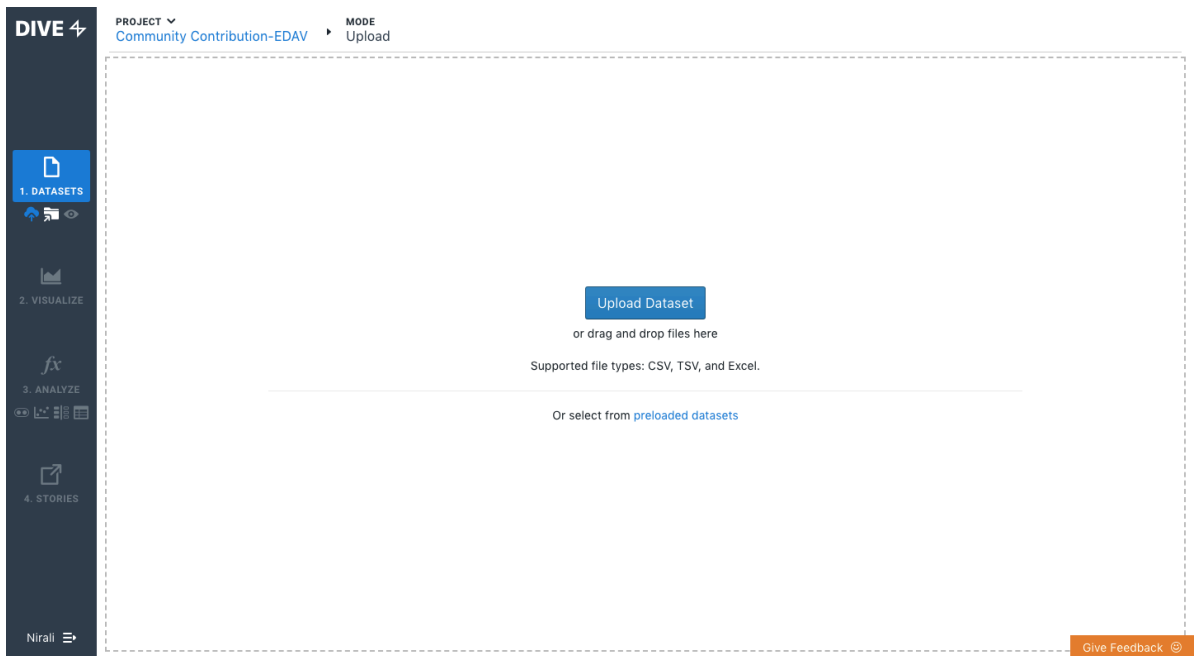 DIVE
PROJECT
Community Contribution-EDAV
MODE
Upload
1. DATASETS
2. VISUALIZE
fx
3. ANALYZE
4. STORIES
Nirali
Upload Dataset
or drag and drop files here
Supported file types: CSV, TSV, and Excel.
Or select from preloaded datasets
Give Feedback